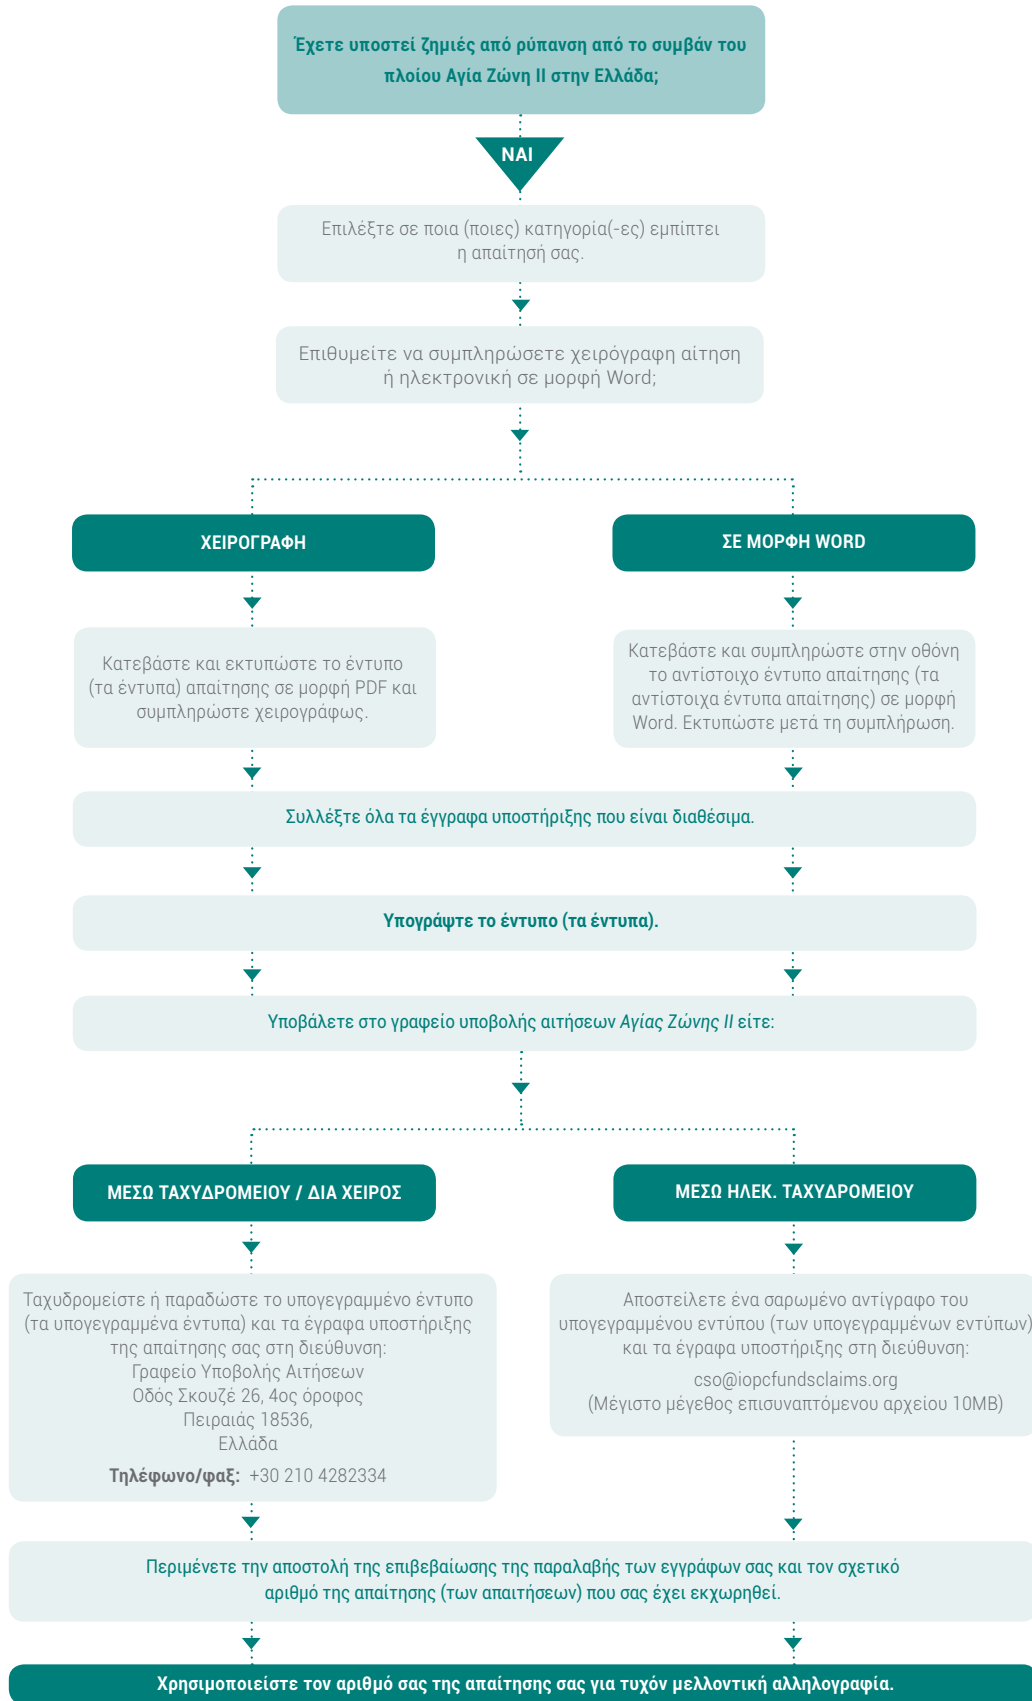 Έχετε υποστεί ζημιές από ρύπανση από το συμβάν του
πλοίου Αγία Ζώνη ΙΙ στην Ελλάδα;
ΝΑΙ
Επιλέξτε σε ποια (ποιες) κατηγορία(-ες) εμπίπτει
η απαίτησή σας.
Επιθυμείτε να συμπληρώσετε χειρόγραφη αίτηση
ή ηλεκτρονική σε μορφή Word;
ΧΕΙΡΟΓΡΑΦΗ
ΣΕ ΜΟΡΦΗ WORD
Κατεβάστε και εκτυπώστε το έντυπο
(τα έντυπα) απαίτησης σε μορφή PDF και
συμπληρώστε χειρογράφως.
Κατεβάστε και συμπληρώστε στην οθόνη
το αντίστοιχο έντυπο απαίτησης (τα
αντίστοιχα έντυπα απαίτησης) σε μορφή
Word. Εκτυπώστε μετά τη συμπλήρωση.
Συλλέξτε όλα τα έγγραφα υποστήριξης που είναι διαθέσιμα.
Υπογράψτε το έντυπο (τα έντυπα).
Υποβάλετε στο γραφείο υποβολής αιτήσεων Αγίας Ζώνης ΙΙ είτε:
ΜΕΣΩ ΤΑΧΥΔΡΟΜΕΙΟΥ / ΔΙΑ ΧΕΙΡΟΣ
ΜΕΣΩ ΗΛΕΚ. ΤΑΧΥΔΡΟΜΕΙΟΥ
Ταχυδρομείστε ή παραδώστε το υπογεγραμμένο έντυπο
(τα υπογεγραμμένα έντυπα) και τα έγραφα υποστήριξης
της απαίτησης σας στη διεύθυνση:
Γραφείο Υποβολής Αιτήσεων
Οδός Σκουζέ 26, 4ος όροφος
Πειραιάς 18536,
Ελλάδα
Τηλέφωνο/φαξ: +30 210 4282334
Αποστείλετε ένα σαρωμένο αντίγραφο του
υπογεγραμμένου εντύπου (των υπογεγραμμένων εντύπων)
και τα έγραφα υποστήριξης στη διεύθυνση:
cso@iopcfundsclaims.org
(Μέγιστο μέγεθος επισυναπτόμενου αρχείου 10MB)
Περιμένετε την αποστολή της επιβεβαίωσης της παραλαβής των εγγράφων σας και τον σχετικό
αριθμό της απαίτησης (των απαιτήσεων) που σας έχει εκχωρηθεί.
Χρησιμοποιείστε τον αριθμό σας της απαίτησης σας για τυχόν μελλοντική αλληλογραφία.